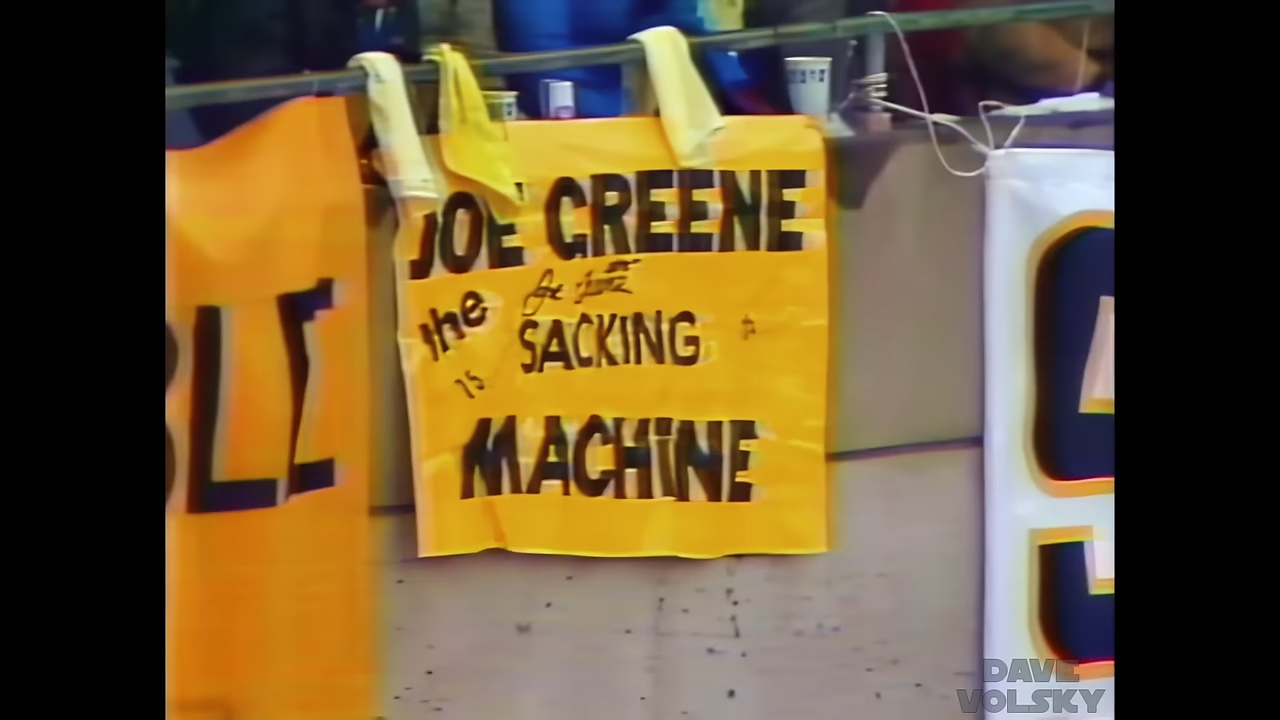 JOE GREENE
the
is
SACKING
MACHINE
BLE
DAVE
VOLSKY